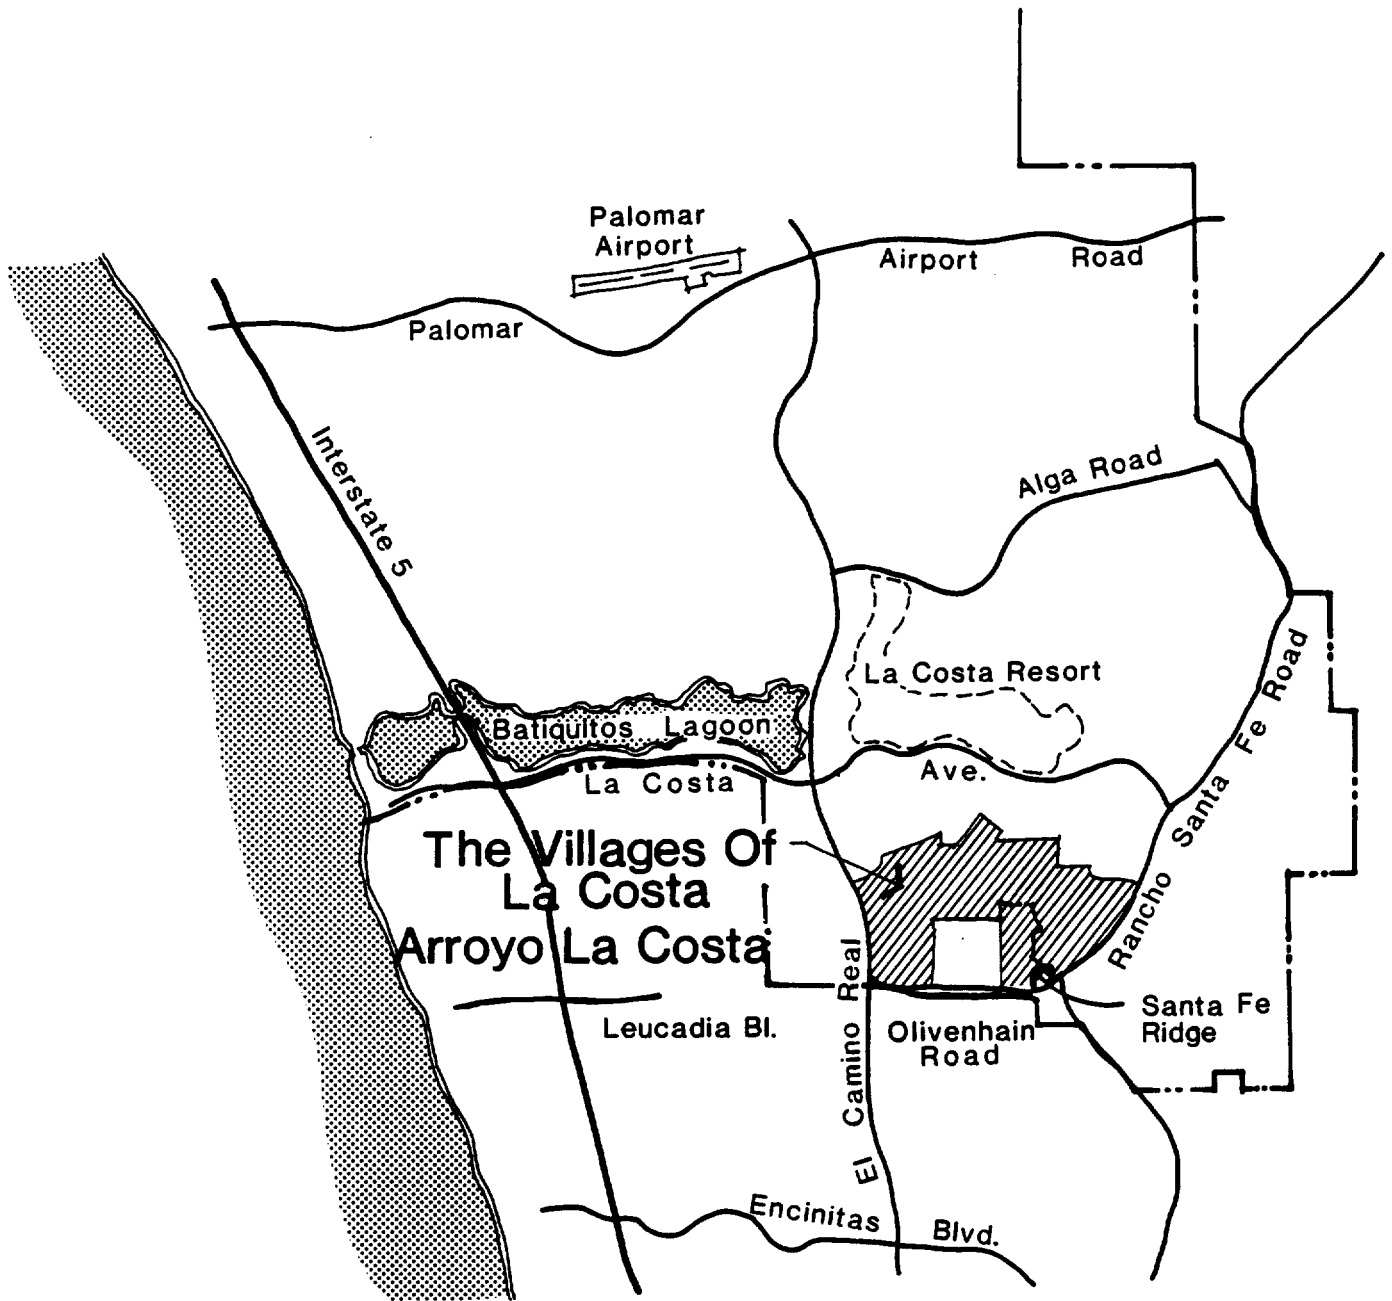 Palomar
Airport
Airport Road
Palomar
Interstate 5
Alga Road
La Costa Resort
Rancho Santa Fe Road
Batiquitos Lagoon
La Costa Ave.
The Villages Of
La Costa
Arroyo La Costa
El Camino Real
Santa Fe
Ridge
Leucadia Bl.
Olivenhain
Road
Encinitas Blvd.